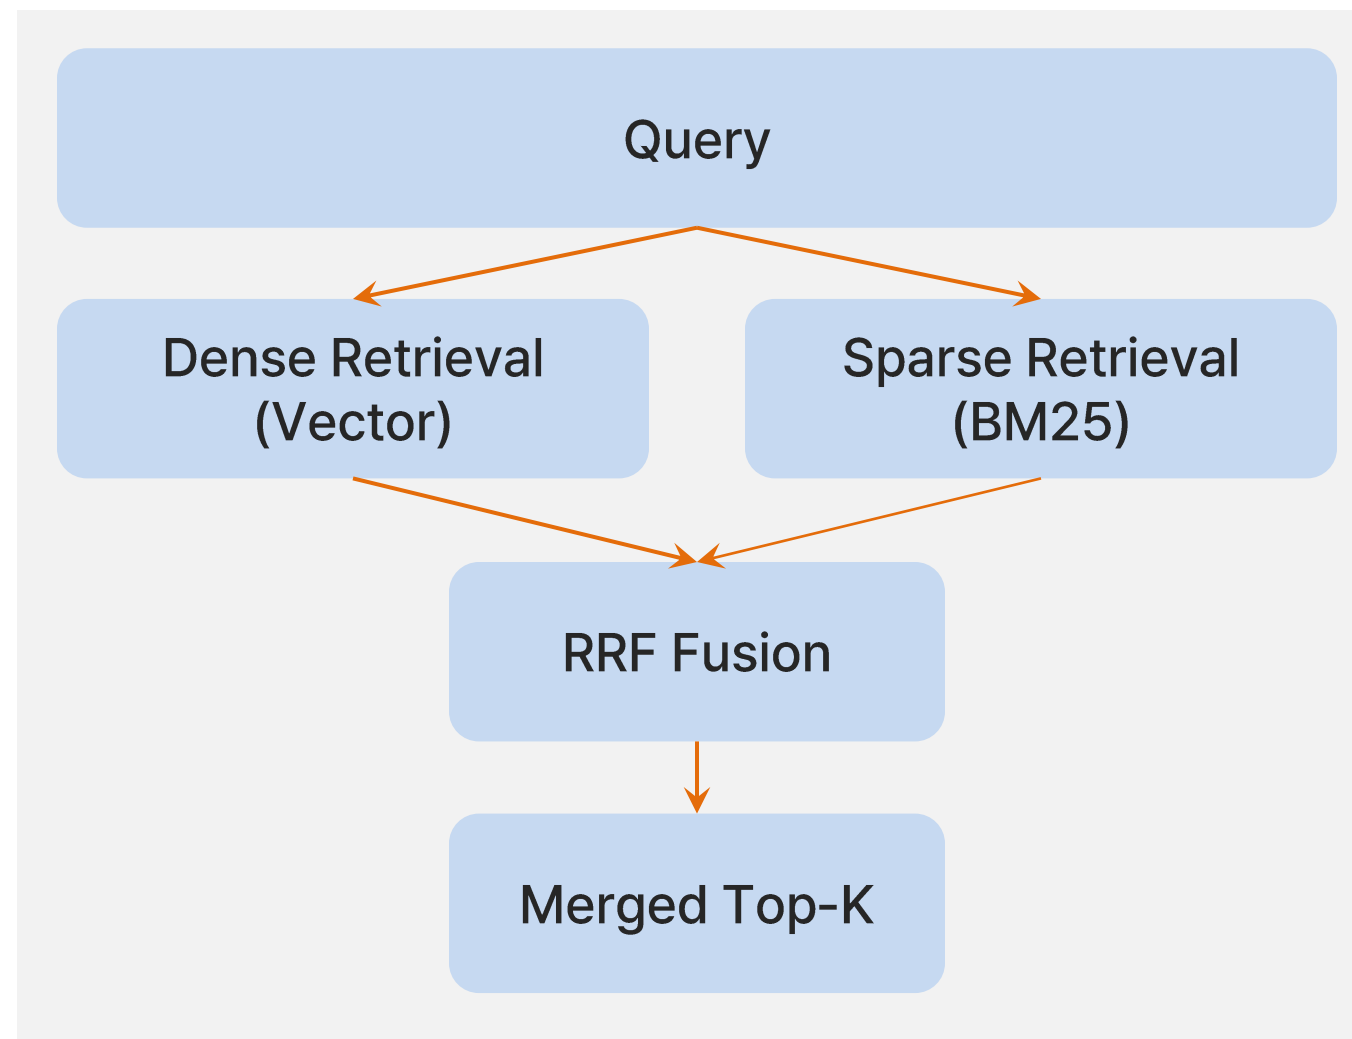 Query
Dense Retrieval
(Vector)
Sparse Retrieval
(BM25)
RRF Fusion
Merged Top-K